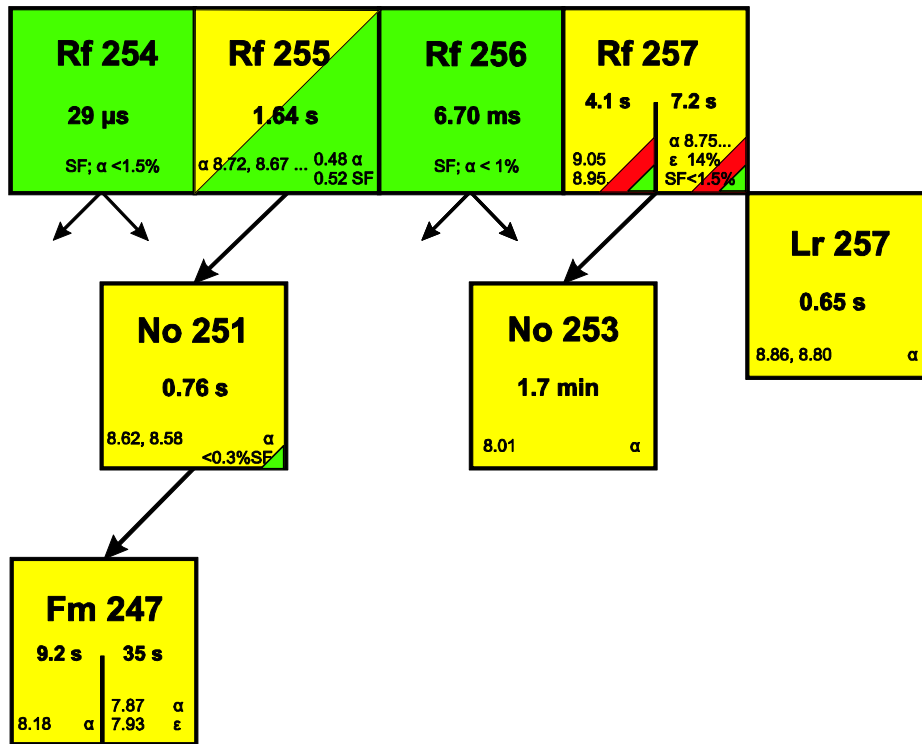 Rf 254
29 µs
SF; α <1.5%
Rf 255
1.64 s
α 8.72, 8.67 ...
0.48 α
0.52 SF
Rf 256
6.70 ms
SF; α < 1%
Rf 257
4.1 s
9.05
8.95
7.2 s
α 8.75...
ε 14%
SF<1.5%
Lr 257
0.65 s
8.86, 8.80 α
No 251
0.76 s
8.62, 8.58 α
<0.3%SF
No 253
1.7 min
8.01 α
Fm 247
9.2 s
8.18 α
35 s
7.87 α
7.93 ε